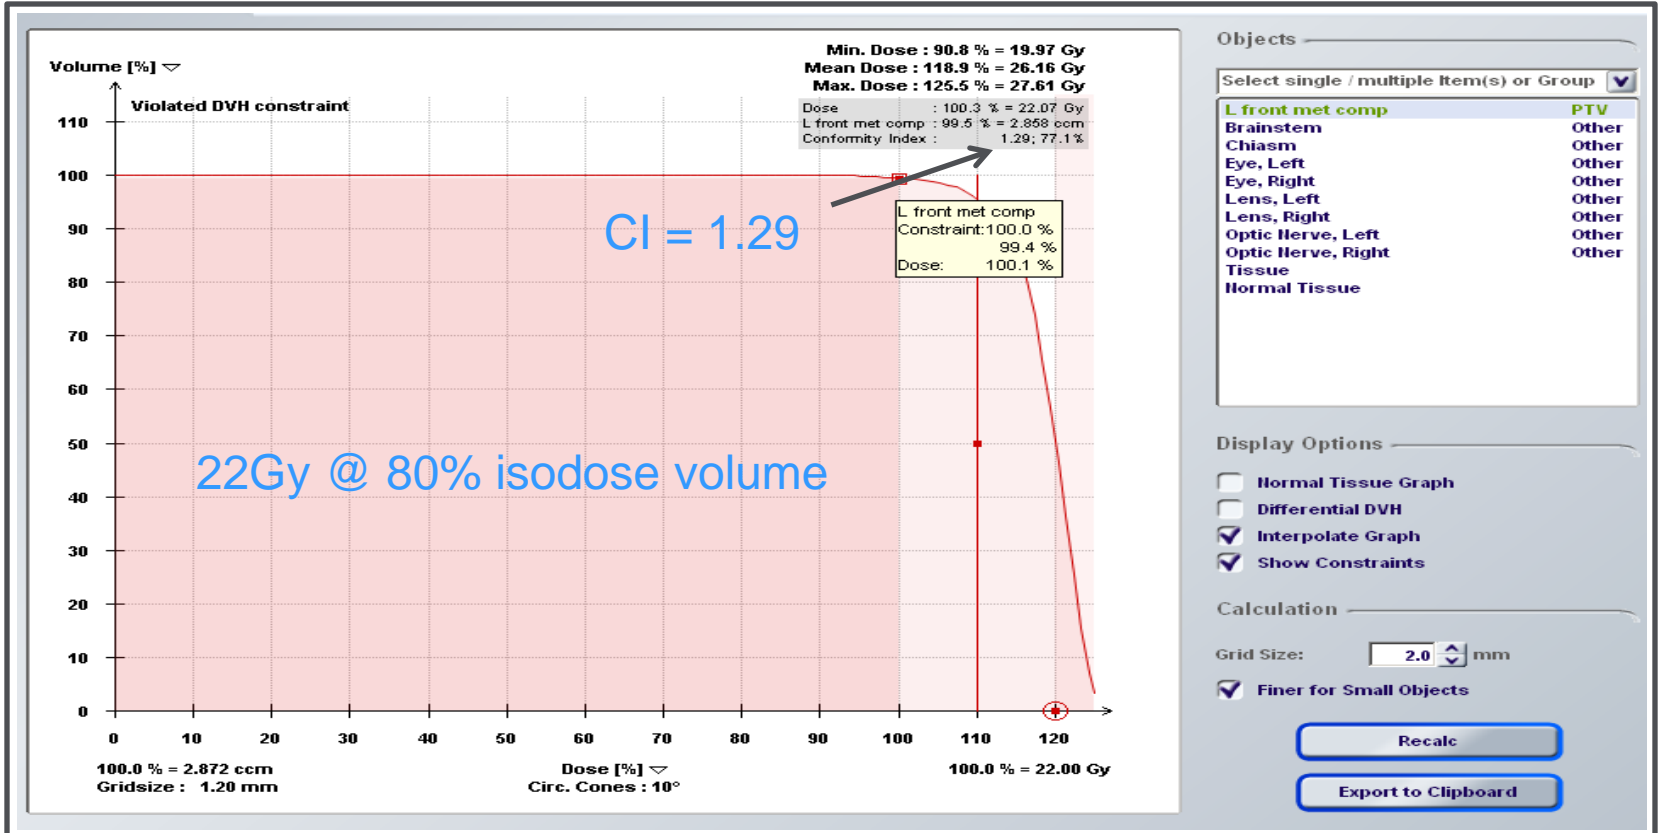 Min. Dose : 90.8 % = 19.97 Gy
Mean Dose : 118.9 % = 26.16 Gy
Max. Dose : 125.5 % = 27.61 Gy
Volume [%]
Violated DVH constraint
Dose : 100.3 % = 22.07 Gy
L front met comp : 99.5 % = 2.858 ccm
Conformity Index : 1.29; 77.1%
110
100
90
80
70
60
50
40
30
20
10
0
CI = 1.29
L front met comp
Constraint:100.0 %
99.4 %
Dose: 100.1 %
22Gy @ 80% isodose volume
0 10 20 30 40 50 60 70 80 90 100 110 120
100.0 % = 2.872 ccm Dose [%] 100.0 % = 22.00 Gy
Gridsize : 1.20 mm Circ. Cones : 10°
Objects
Select single / multiple Item(s) or Group
L front met comp PTV
Brainstem Other
Chiasm Other
Eye, Left Other
Eye, Right Other
Lens, Left Other
Lens, Right Other
Optic Nerve, Left Other
Optic Nerve, Right Other
Tissue
Normal Tissue
Display Options
Normal Tissue Graph
Differential DVH
Interpolate Graph
Show Constraints
Calculation
Grid Size: 2.0 mm
Finer for Small Objects
Recalc
Export to Clipboard